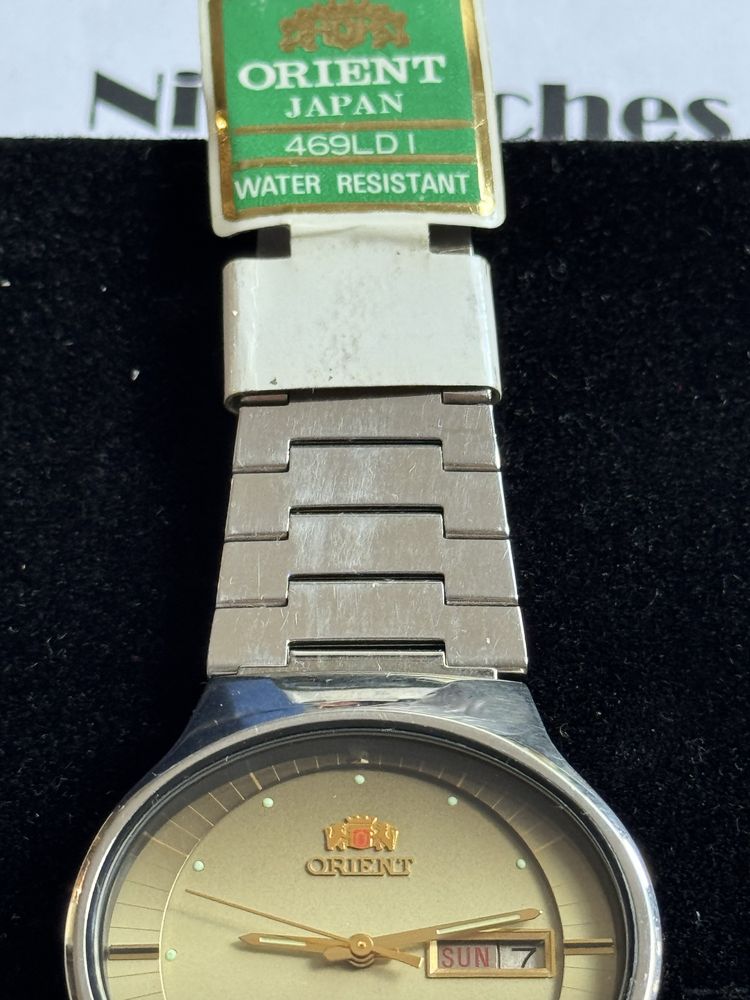 ORIENT
JAPAN
469LD1
WATER RESISTANT
ORIENT
SUN 7